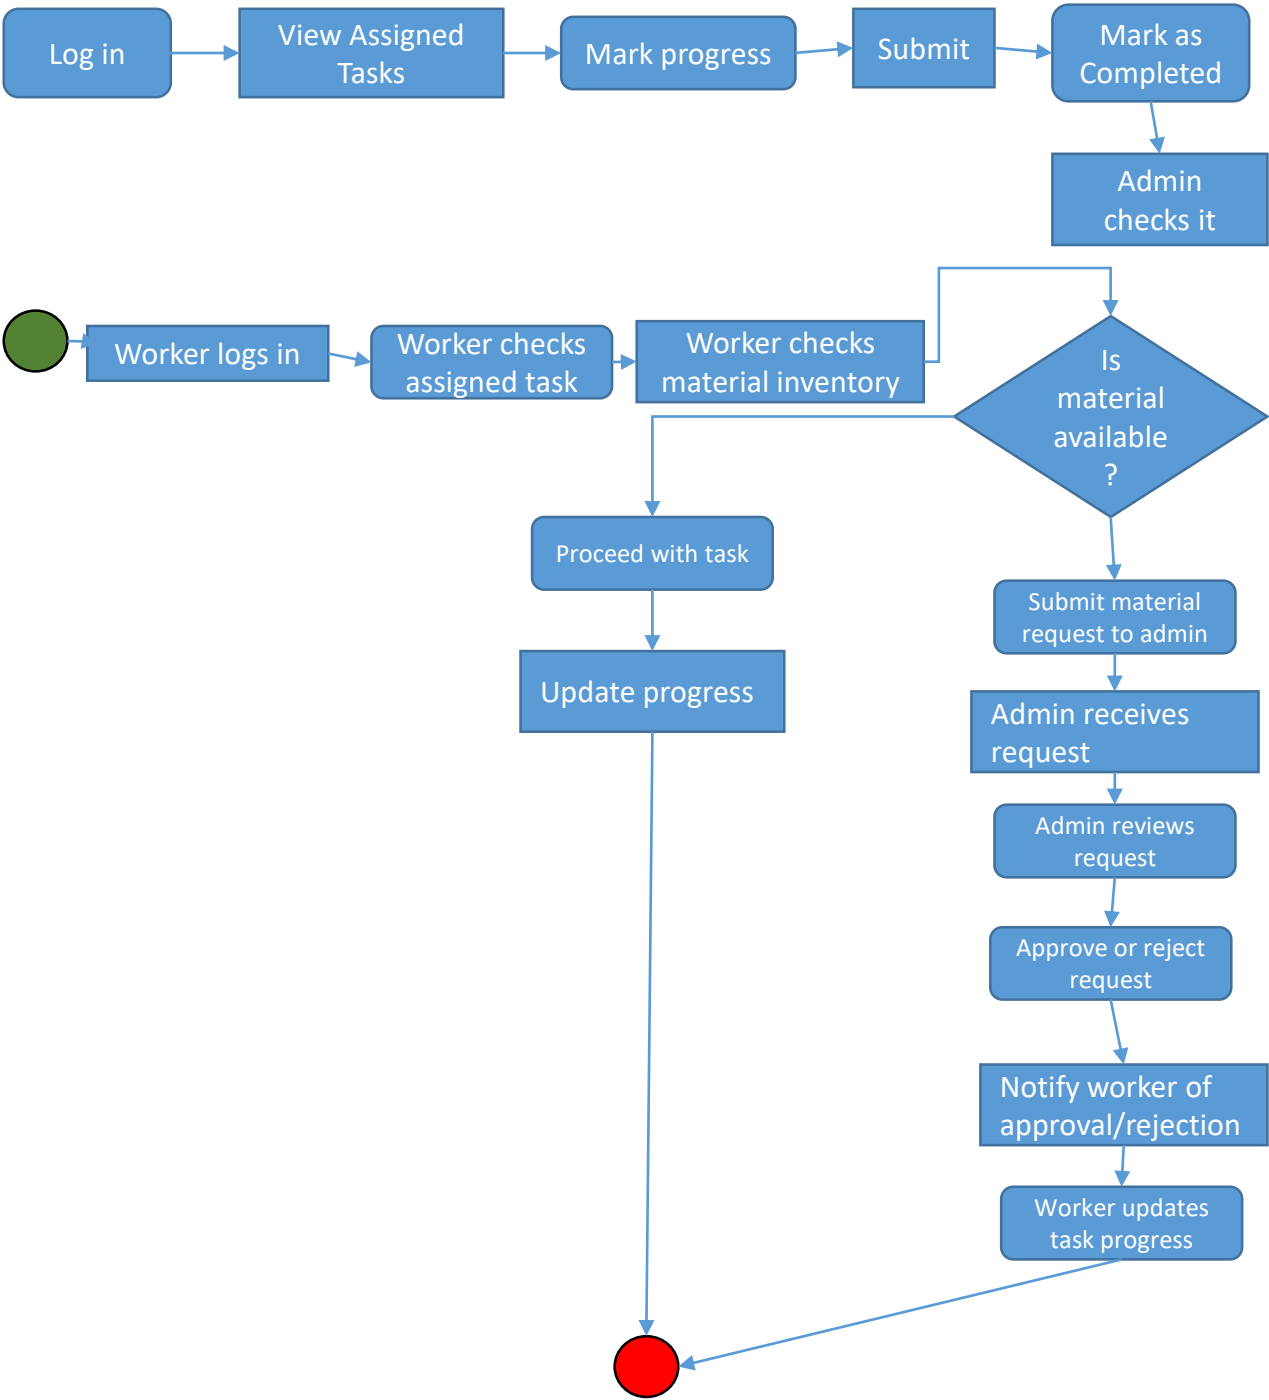 Log in
View Assigned
Tasks
Mark progress
Submit
Mark as
Completed
Admin
checks it
Worker logs in
Worker checks
assigned task
Worker checks
material inventory
Is
material
available
?
Proceed with task
Update progress
Submit material
request to admin
Admin receives
request
Admin reviews
request
Approve or reject
request
Notify worker of
approval/rejection
Worker updates
task progress